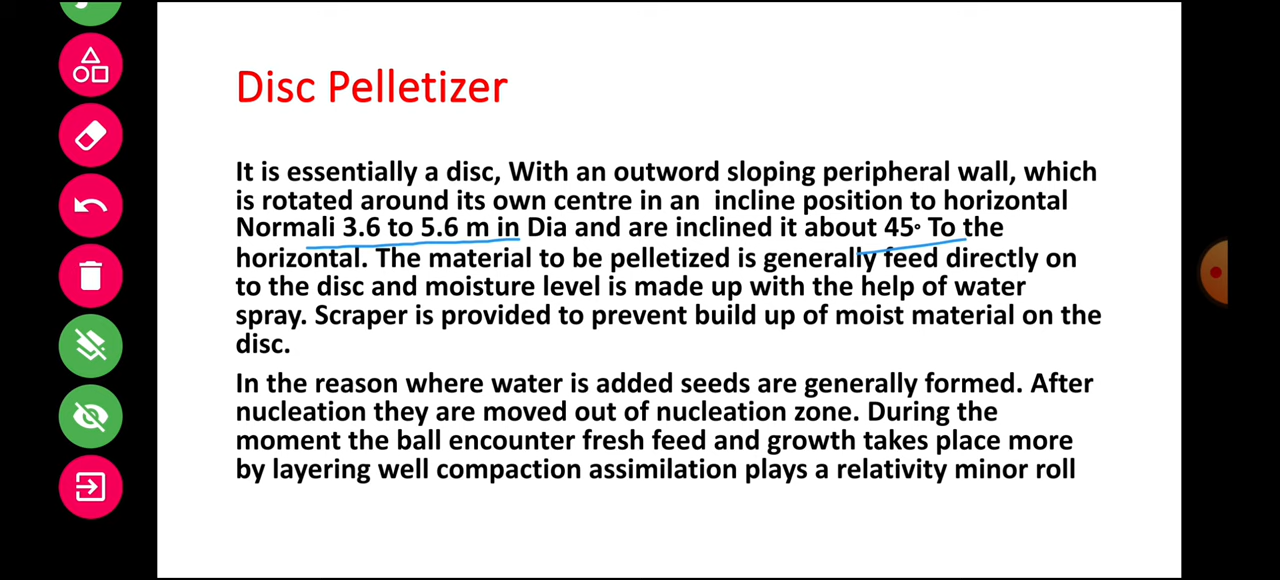 Disc Pelletizer
It is essentially a disc, With an outword sloping peripheral wall, which
is rotated around its own centre in an incline position to horizontal
Normali 3.6 to 5.6 m in Dia and are inclined it about 45° To the
horizontal. The material to be pelletized is generally feed directly on
to the disc and moisture level is made up with the help of water
spray. Scraper is provided to prevent build up of moist material on the
disc.
In the reason where water is added seeds are generally formed. After
nucleation they are moved out of nucleation zone. During the
moment the ball encounter fresh feed and growth takes place more
by layering well compaction assimilation plays a relativity minor roll